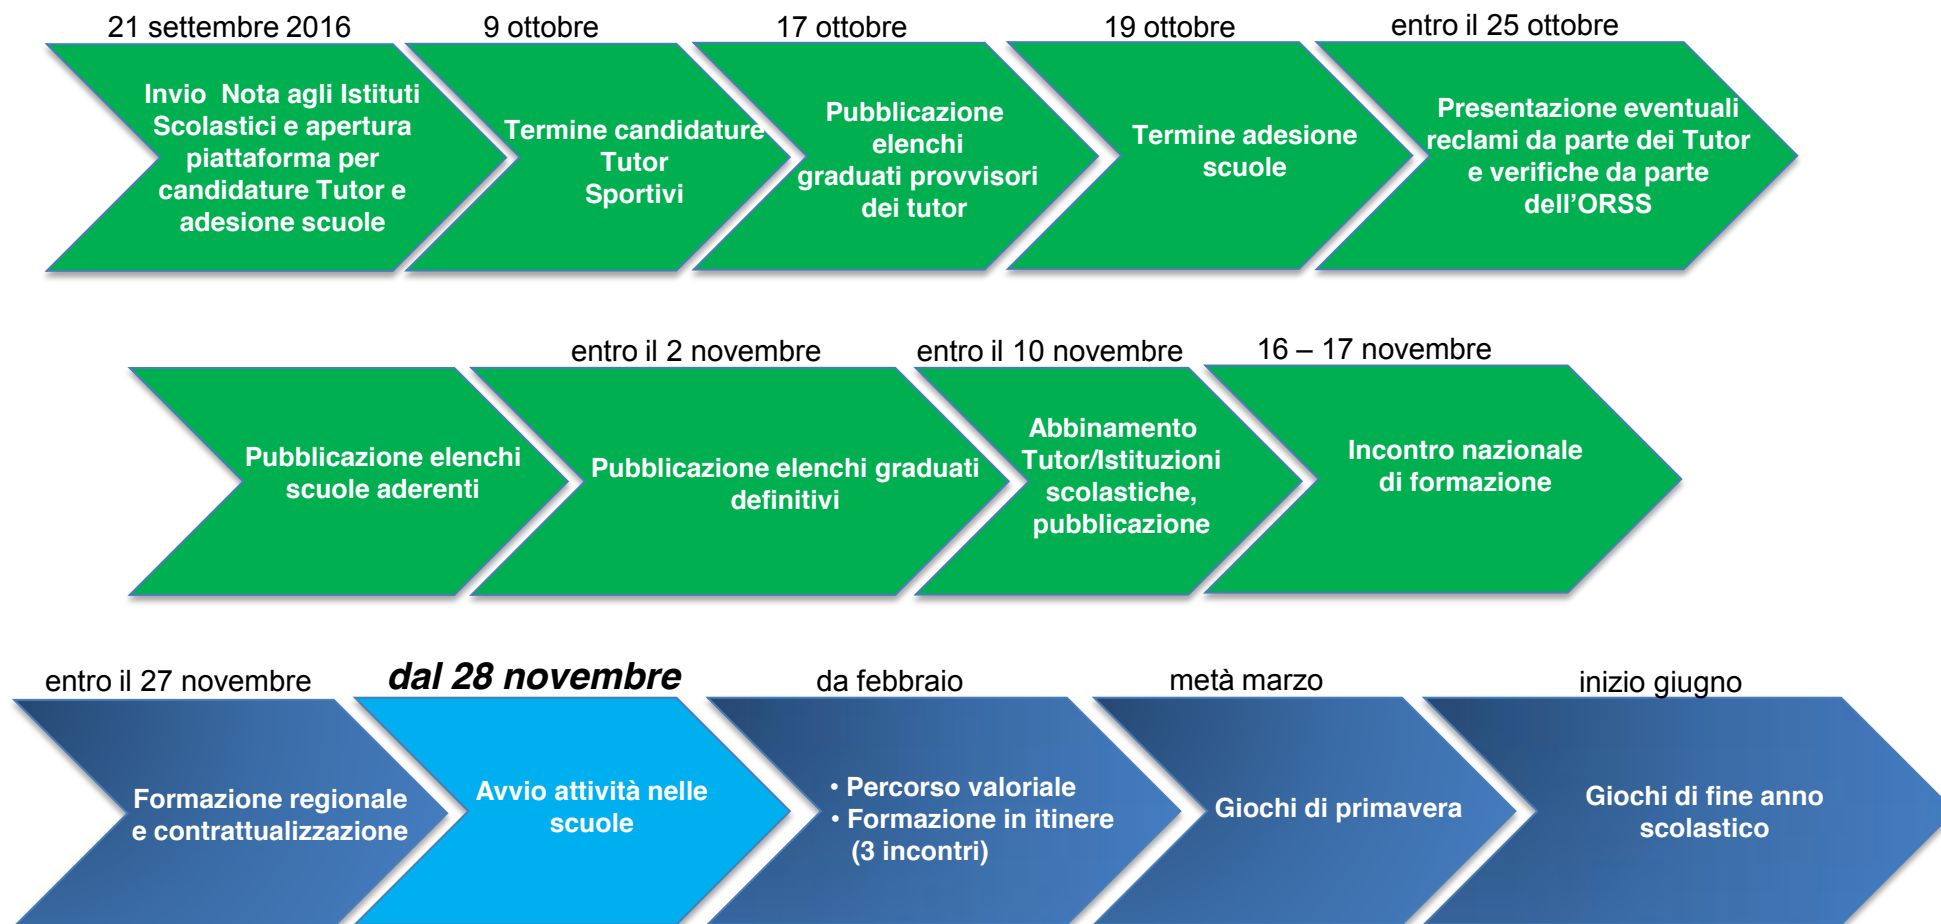 21 settembre 2016
Invio Nota agli Istituti
Scolastici e apertura
piattaforma per
candidature Tutor e
adesione scuole
9 ottobre
Termine candidature
Tutor
Sportivi
17 ottobre
Pubblicazione
elenchi
graduati provvisori
dei tutor
19 ottobre
Termine adesione
scuole
entro il 25 ottobre
Presentazione eventuali
reclami da parte dei Tutor
e verifiche da parte
dell’ORSS
Pubblicazione elenchi
scuole aderenti
entro il 2 novembre
Pubblicazione elenchi graduati
definitivi
entro il 10 novembre
Abbinamento
Tutor/Istituzioni
scolastiche,
pubblicazione
16 – 17 novembre
Incontro nazionale
di formazione
entro il 27 novembre
Formazione regionale
e contrattualizzazione
dal 28 novembre
Avvio attività nelle
scuole
da febbraio
• Percorso valoriale
• Formazione in itinere
(3 incontri)
metà marzo
Giochi di primavera
inizio giugno
Giochi di fine anno
scolastico